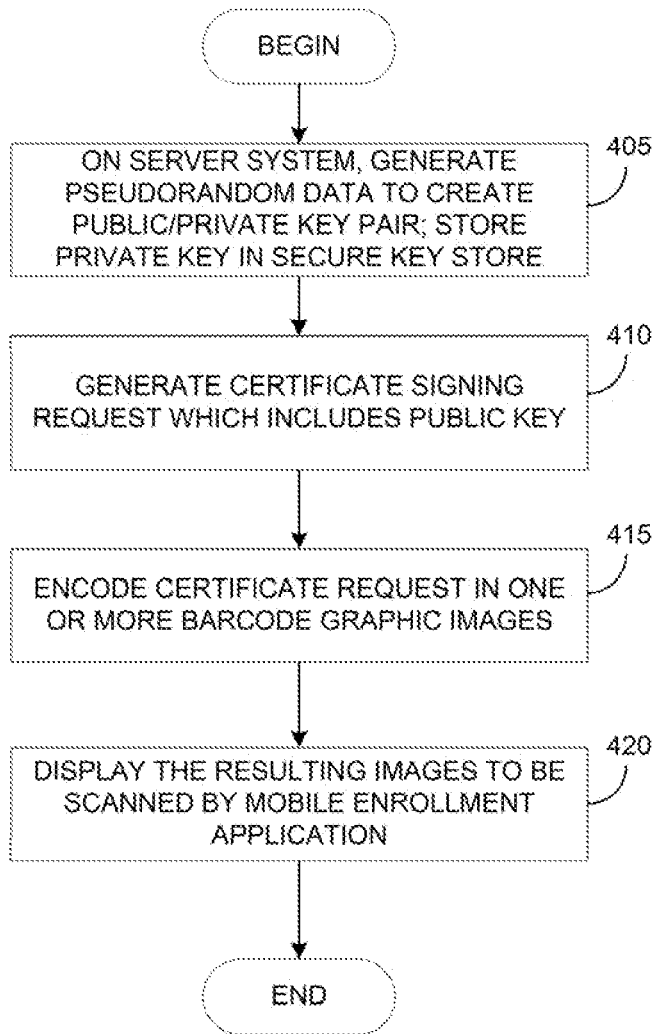 BEGIN
405
ON SERVER SYSTEM, GENERATE
PSEUDORANDOM DATA TO CREATE
PUBLIC/PRIVATE KEY PAIR; STORE
PRIVATE KEY IN SECURE KEY STORE
410
GENERATE CERTIFICATE SIGNING
REQUEST WHICH INCLUDES PUBLIC KEY
415
ENCODE CERTIFICATE REQUEST IN ONE
OR MORE BARCODE GRAPHIC IMAGES
420
DISPLAY THE RESULTING IMAGES TO BE
SCANNED BY MOBILE ENROLLMENT
APPLICATION
END